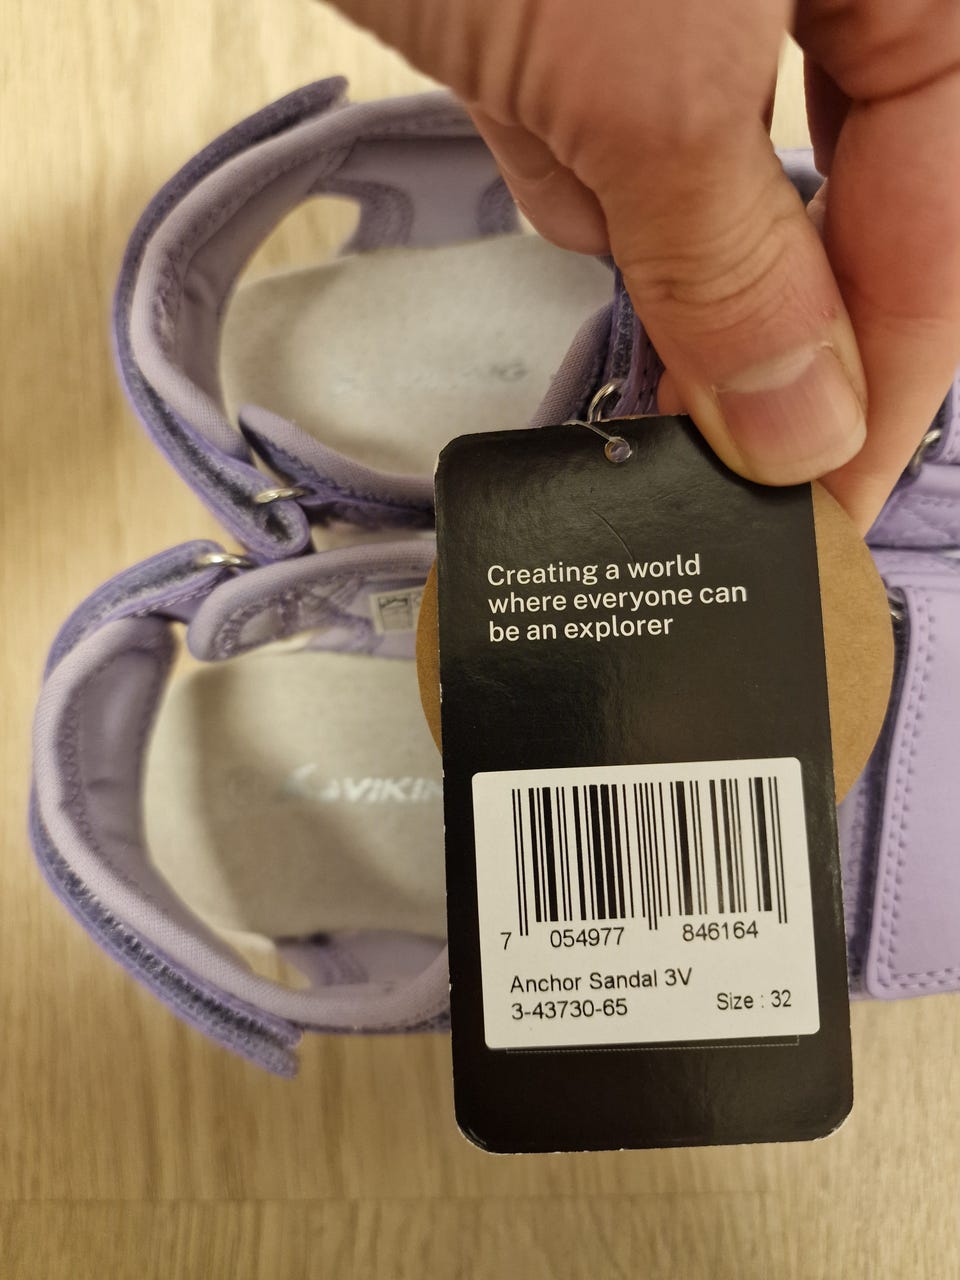 Creating a world
where everyone can
be an explorer
VIKIN
7 054977 846164
Anchor Sandal 3V
3-43730-65 Size : 32